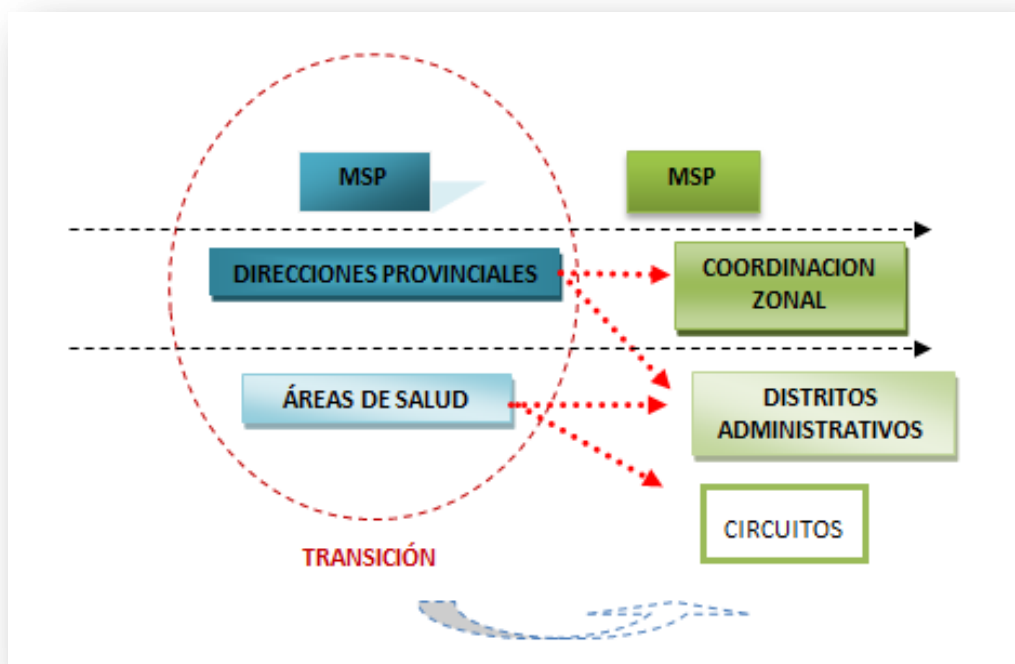 MSP
MSP
DIRECCIONES PROVINCIALES
COORDINACION
ZONAL
ÁREAS DE SALUD
DISTRITOS
ADMINISTRATIVOS
CIRCUITOS
TRANSICIÓN